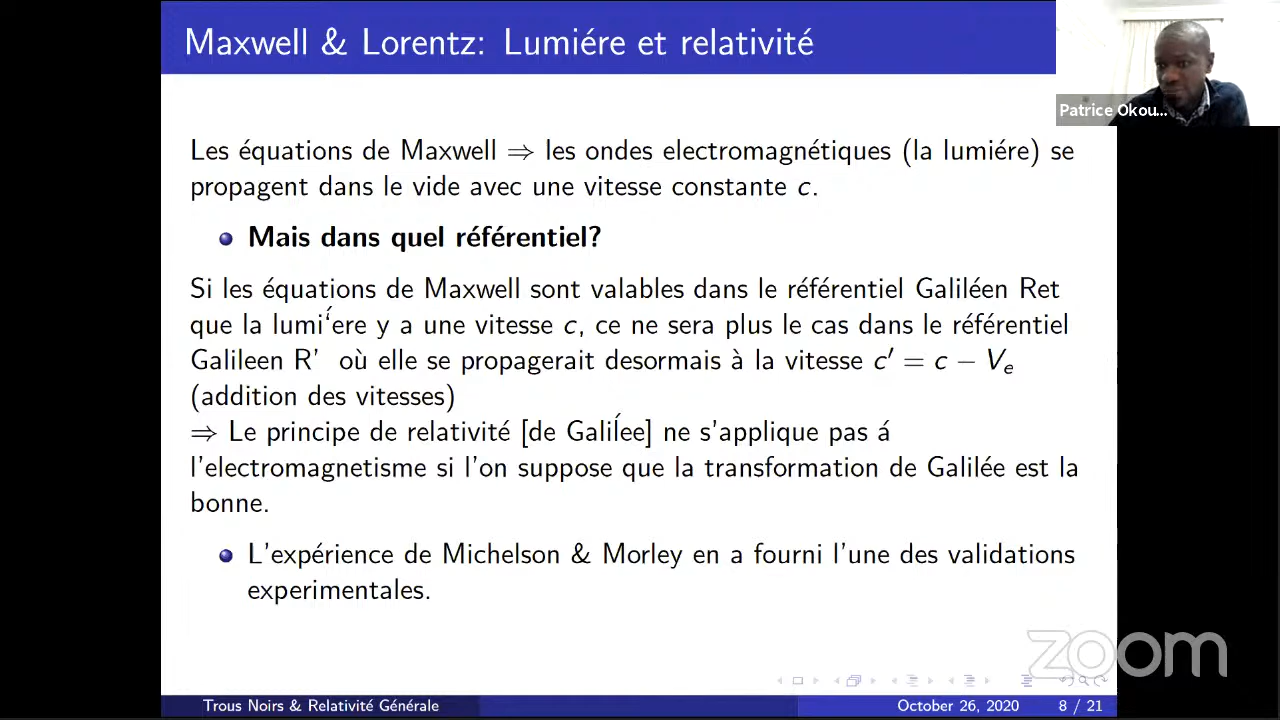 Maxwell & Lorentz: Lumiére et relativité
Patrice Okou...
Les équations de Maxwell ⇒ les ondes electromagnétiques (la lumiére) se
propagent dans le vide avec une vitesse constante c.
Mais dans quel référentiel?
Si les équations de Maxwell sont valables dans le référentiel Galiléen Ret
que la lumi´ere y a une vitesse c, ce ne sera plus le cas dans le référentiel
Galileen R' où elle se propagerait desormais à la vitesse c′ = c − Vₑ
(addition des vitesses)
⇒ Le principe de relativité [de Galiĺee] ne s'applique pas á
l'electromagnetisme si l'on suppose que la transformation de Galilée est la
bonne.
L'expérience de Michelson & Morley en a fourni l'une des validations
experimentales.
zoom
Trous Noirs & Relativité Générale October 26, 2020 8 / 21